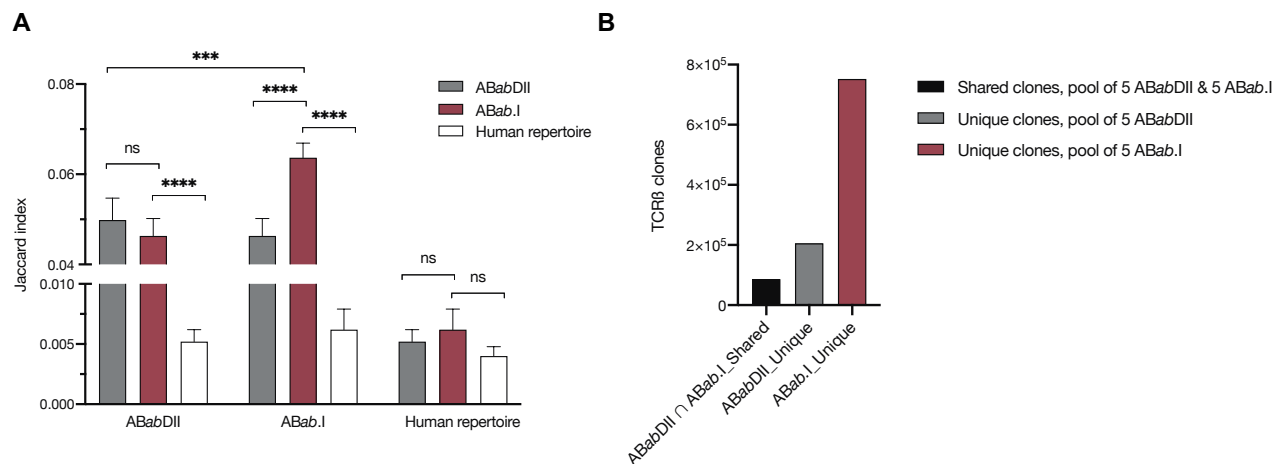 A
***
0.08
ABabDII
ABab.I
Human repertoire
****
****
ns
****
0.06
0.04
Jaccard index
0.010
ns
ns
0.005
0.000
ABabDII
ABab.I
Human repertoire
B
8×10⁵
6×10⁵
4×10⁵
2×10⁵
0
TCRß clones
Shared clones, pool of 5 ABabDII & 5 ABab.I
Unique clones, pool of 5 ABabDII
Unique clones, pool of 5 ABab.I
ABabDII ∩ ABab.I_Shared
ABabDII_Unique
ABab.I_Unique